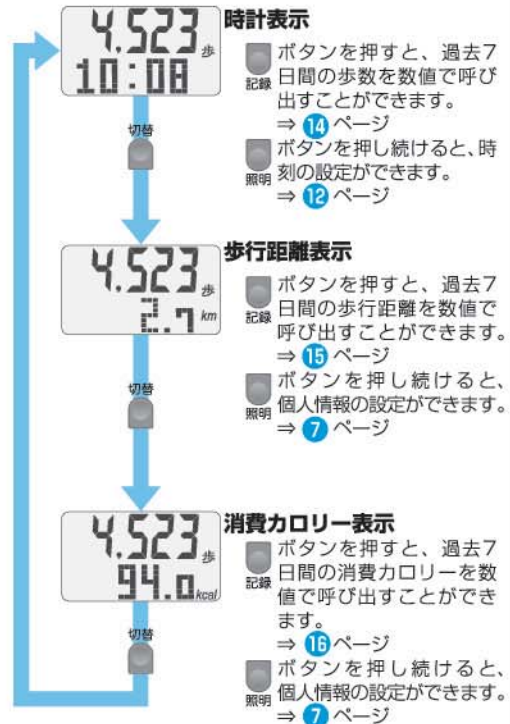 4,523歩
10:08
時計表示
記録 ボタンを押すと、過去7
日間の歩数を数値で呼び
出すことができます。
⇒ 14 ページ
照明 ボタンを押し続けると、時
刻の設定ができます。
⇒ 12 ページ
切替
4,523歩
2.7 km
歩行距離表示
記録 ボタンを押すと、過去7
日間の歩行距離を数値で
呼び出すことができます。
⇒ 15 ページ
照明 ボタンを押し続けると、
個人情報の設定ができます。
⇒ 7 ページ
切替
4,523歩
94.0 kcal
消費カロリー表示
記録 ボタンを押すと、過去7
日間の消費カロリーを数
値で呼び出すことができ
ます。
⇒ 16 ページ
照明 ボタンを押し続けると、
個人情報の設定ができます。
⇒ 7 ページ
切替